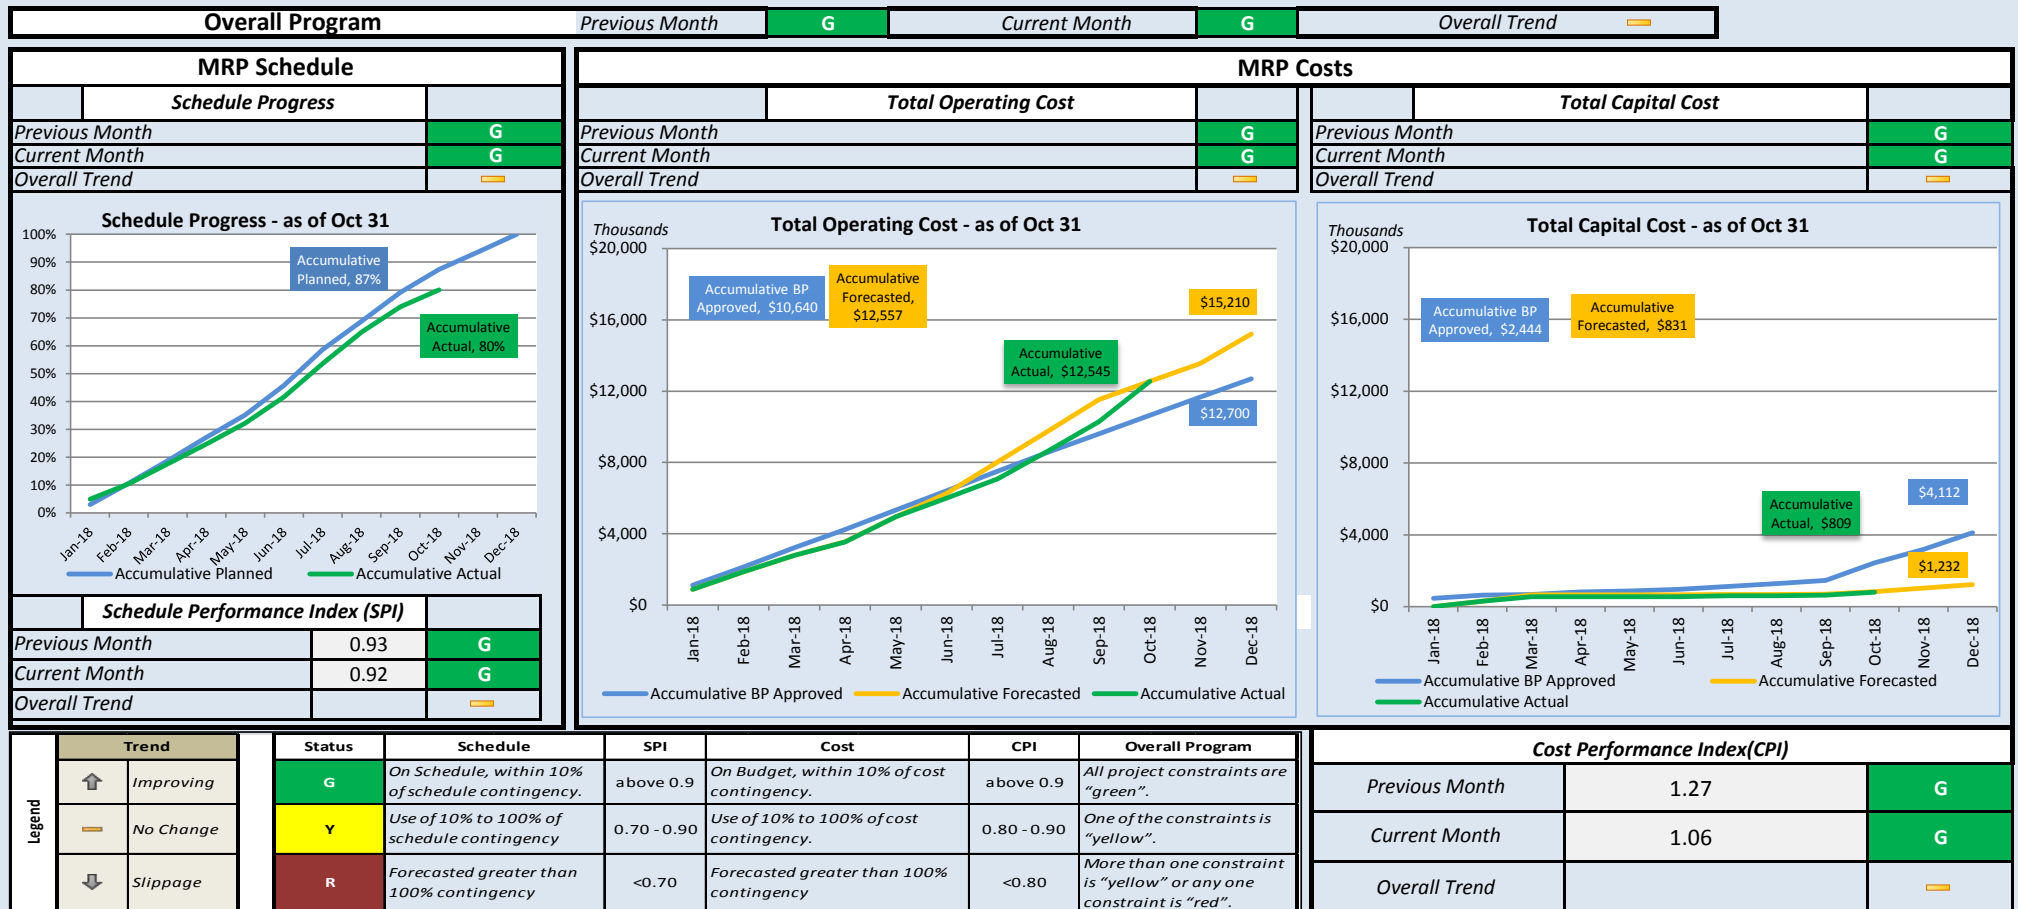 Overall Program Previous Month G Current Month G Overall Trend
MRP Schedule
Schedule Progress
Previous Month G
Current Month G
Overall Trend
Schedule Progress - as of Oct 31
100%
90%
80%
70%
60%
50%
40%
30%
20%
10%
0%
Accumulative
Planned, 87%
Accumulative
Actual, 80%
Jan-18 Feb-18 Mar-18 Apr-18 May-18 Jun-18 Jul-18 Aug-18 Sep-18 Oct-18 Nov-18 Dec-18
Accumulative Planned Accumulative Actual
Schedule Performance Index (SPI)
Previous Month 0.93 G
Current Month 0.92 G
Overall Trend
MRP Costs
Total Operating Cost
Previous Month G
Current Month G
Overall Trend
Total Operating Cost - as of Oct 31
Thousands
$20,000
$16,000
$12,000
$8,000
$4,000
$0
Accumulative BP
Approved, $10,640
Accumulative
Forecasted,
$12,557
Accumulative
Actual, $12,545
$15,210
$12,700
Jan-18 Feb-18 Mar-18 Apr-18 May-18 Jun-18 Jul-18 Aug-18 Sep-18 Oct-18 Nov-18 Dec-18
Accumulative BP Approved Accumulative Forecasted Accumulative Actual
Total Capital Cost
Previous Month G
Current Month G
Overall Trend
Total Capital Cost - as of Oct 31
Thousands
$20,000
$16,000
$12,000
$8,000
$4,000
$0
Accumulative BP
Approved, $2,444
Accumulative
Forecasted, $831
Accumulative
Actual, $809
$4,112
$1,232
Jan-18 Feb-18 Mar-18 Apr-18 May-18 Jun-18 Jul-18 Aug-18 Sep-18 Oct-18 Nov-18 Dec-18
Accumulative BP Approved Accumulative Forecasted
Accumulative Actual
Legend
Trend
Improving
No Change
Slippage
Status Schedule SPI Cost CPI Overall Program
G
On Schedule, within 10%
of schedule contingency.
above 0.9
On Budget, within 10% of cost
contingency.
above 0.9
All project constraints are
“green”.
Y
Use of 10% to 100% of
schedule contingency
0.70 - 0.90
Use of 10% to 100% of cost
contingency.
0.80 - 0.90
One of the constraints is
“yellow”.
R
Forecasted greater than
100% contingency
<0.70
Forecasted greater than 100%
contingency
<0.80
More than one constraint
is “yellow” or any one
constraint is “red”.
Cost Performance Index(CPI)
Previous Month 1.27 G
Current Month 1.06 G
Overall Trend